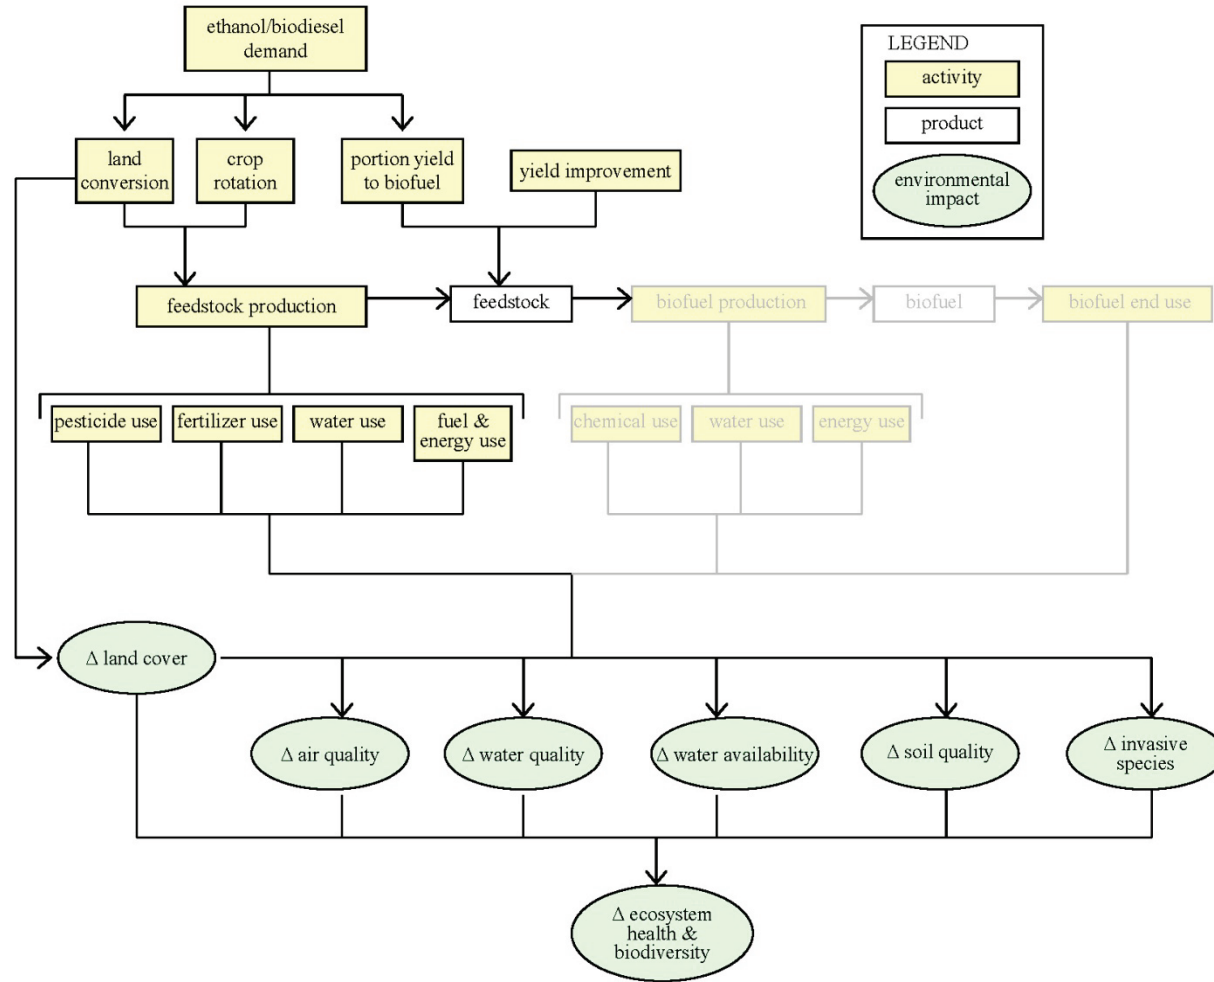 ethanol/biodiesel
demand
LEGEND
activity
product
environmental
impact
land
conversion
crop
rotation
portion yield
to biofuel
yield improvement
feedstock production
feedstock
biofuel production
biofuel
biofuel end use
pesticide use
fertilizer use
water use
fuel &
energy use
chemical use
water use
energy use
Δ land cover
Δ air quality
Δ water quality
Δ water availability
Δ soil quality
Δ invasive
species
Δ ecosystem
health &
biodiversity